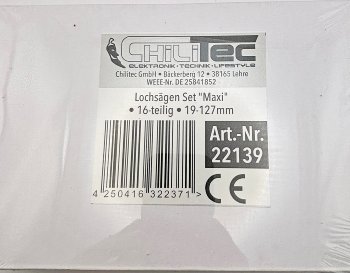 CHILITEC
ELEKTRONIK • TECHNIK • LIFESTYLE
Chilitec GmbH • Bäckerberg 12 • 38165 Lehre
WEEE-Nr. DE 25841852
Lochsägen Set "Maxi"
• 16-teilig • 19-127mm
Art.-Nr.
22139
4 250416 322371 >
CE